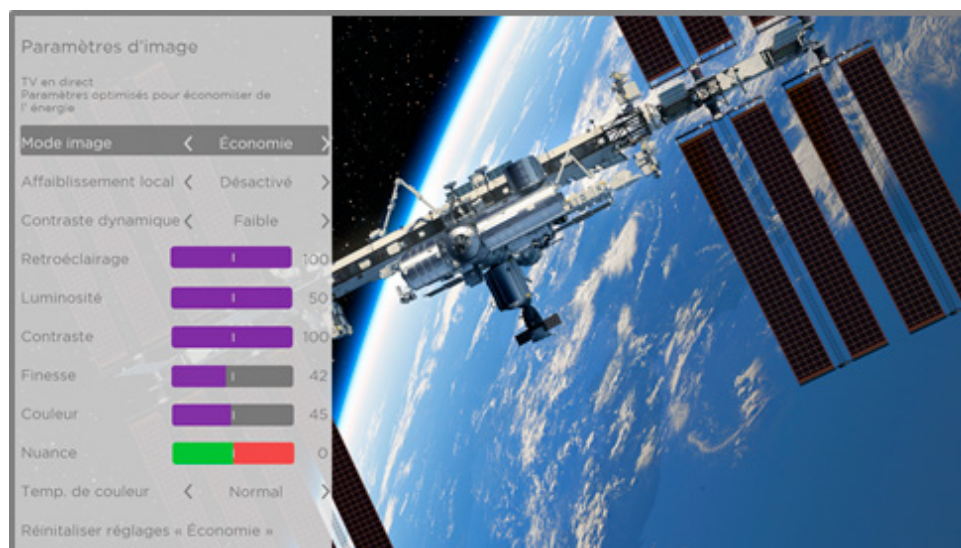 Paramètres d'image
TV en direct
Paramètres optimisés pour économiser de
l' énergie
Mode image < Économie >
Affaiblissement local < Désactivé >
Contraste dynamique < Faible >
Retroéclairage 100
Luminosité 50
Contraste 100
Finesse 42
Couleur 45
Nuance 0
Temp. de couleur < Normal >
Réinitaliser réglages « Économie »